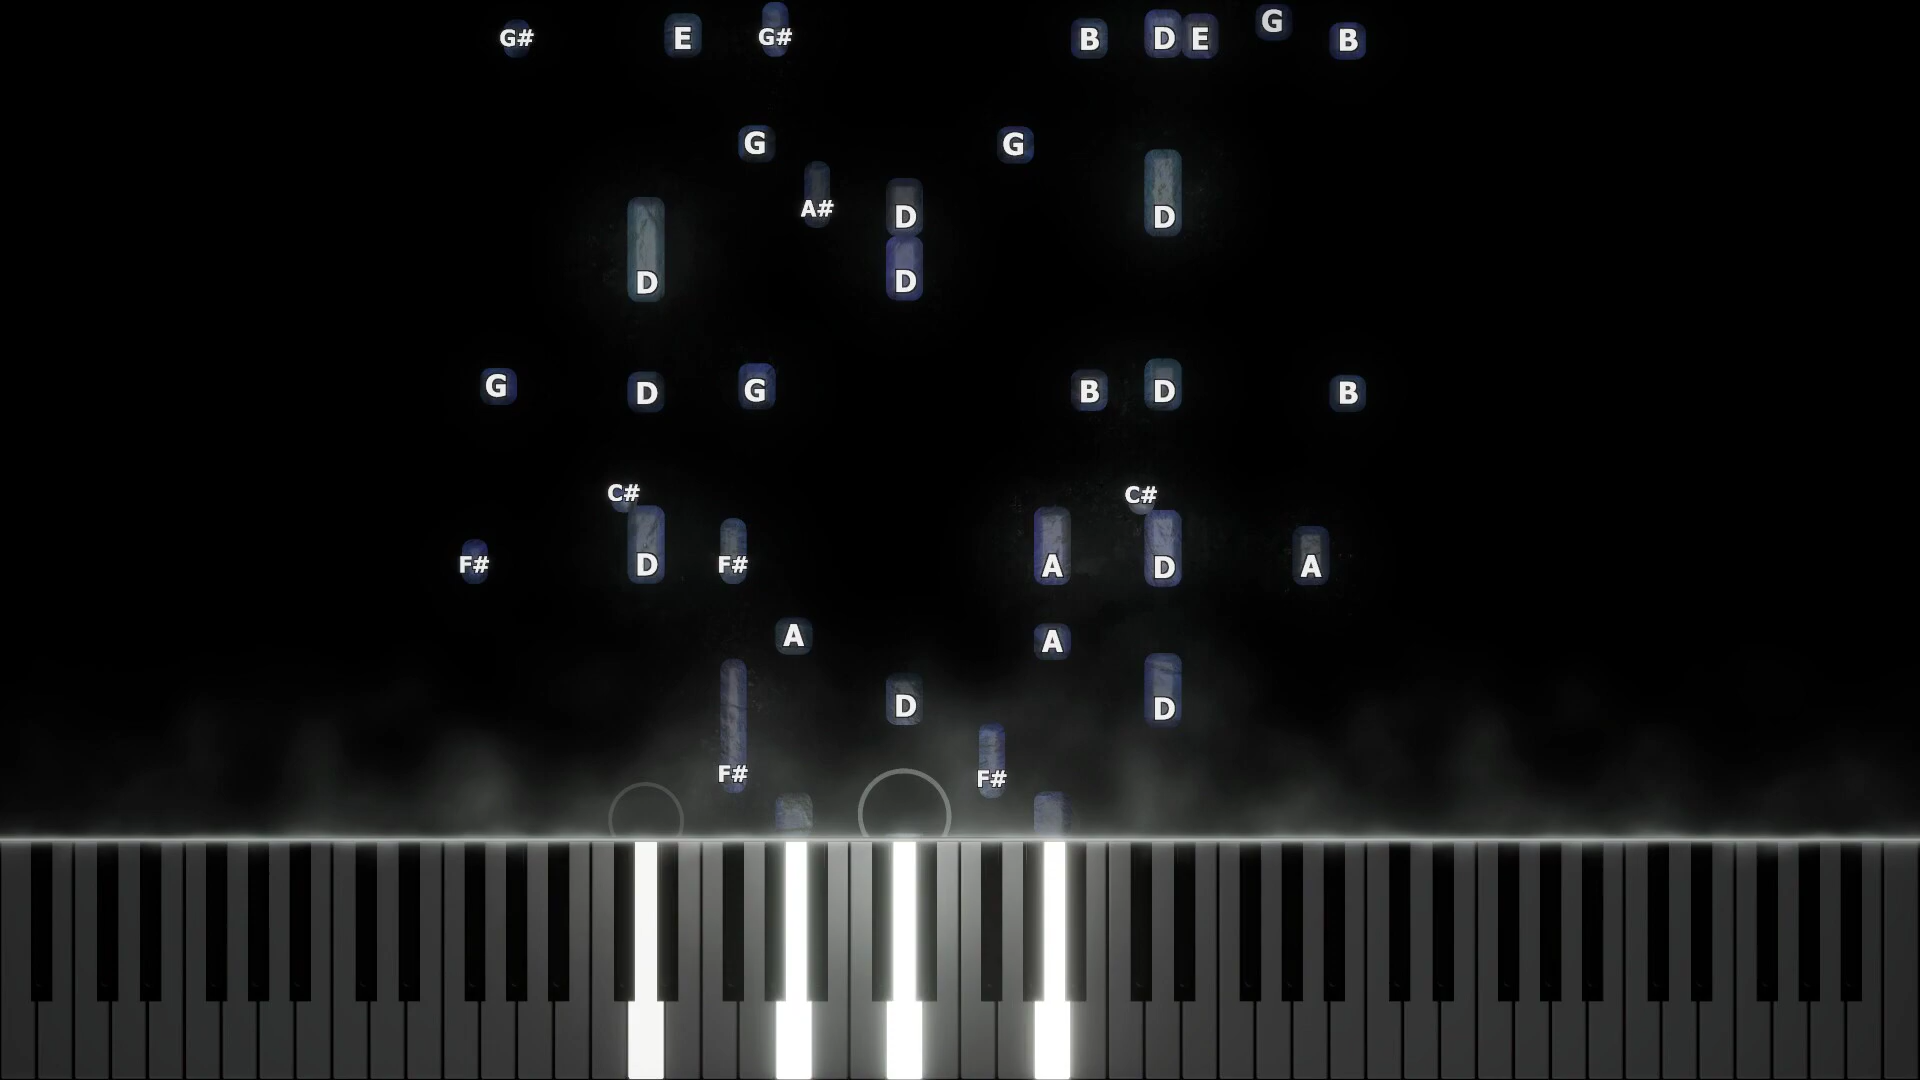 G# E G# B D E G B
G G
A# D D
D D
G D G B D B
C# C#
F# D F# A D A
A A
D D
F# F#